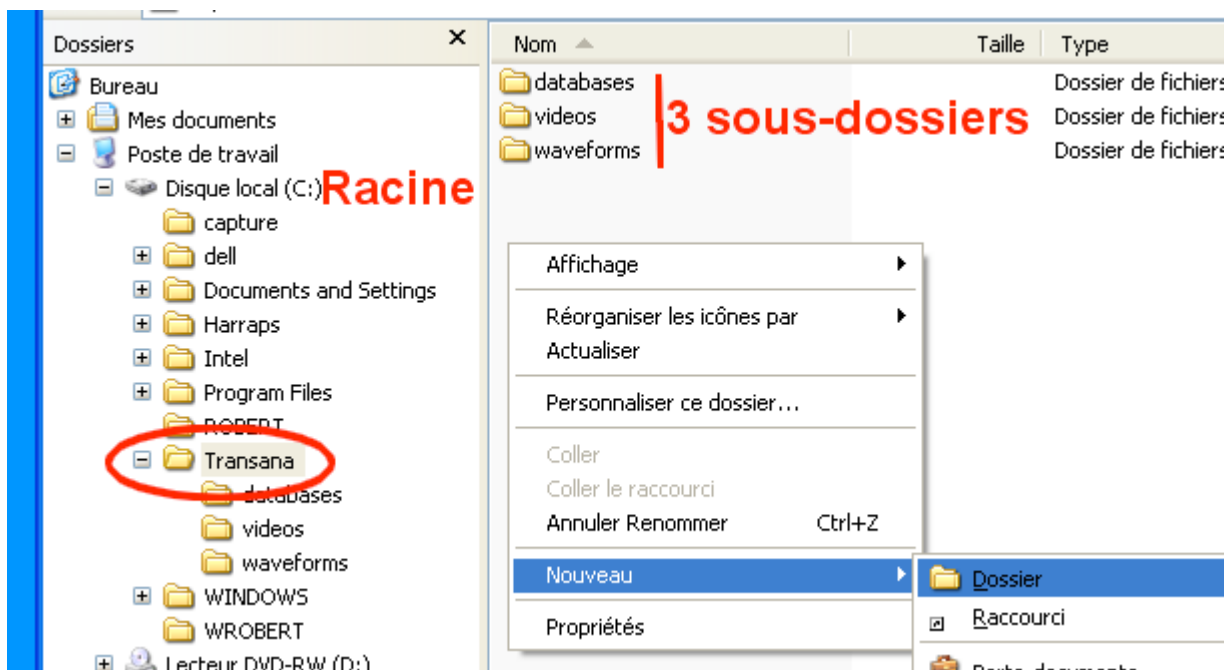 Dossiers
Bureau
Mes documents
Poste de travail
Disque local (C:) Racine
capture
dell
Documents and Settings
Harraps
Intel
Program Files
ROBERT
Transana
databases
videos
waveforms
WINDOWS
WROBERT
Lecteur DVD-RW (D:)
Nom Taille Type
databases Dossier de fichiers
videos Dossier de fichiers
waveforms Dossier de fichiers
3 sous-dossiers
Affichage
Réorganiser les icônes par
Actualiser
Personnaliser ce dossier...
Coller
Coller le raccourci
Annuler Renommer Ctrl+Z
Nouveau
Propriétés
Dossier
Raccourci
Porte-documents